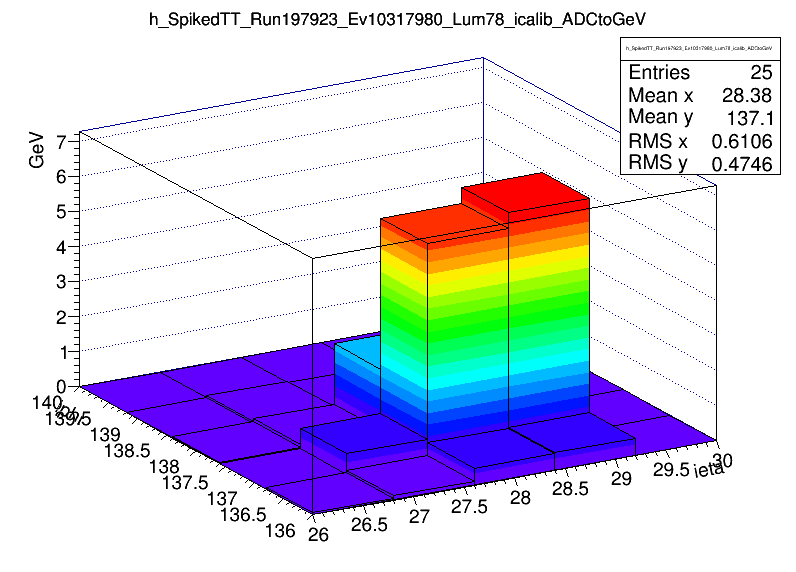 h_SpikedTT_Run197923_Ev10317980_Lum78_icalib_ADCtoGeV
h_SpikedTT_Run197923_Ev10317980_Lum78_icalib_ADCtoGeV
Entries 25
Mean x 28.38
Mean y 137.1
RMS x 0.6106
RMS y 0.4746
GeV
7
6
5
4
3
2
1
0
140
139.5
139
138.5
138
137.5
137
136.5
136
26
26.5
27
27.5
28
28.5
29
29.5
30
ieta